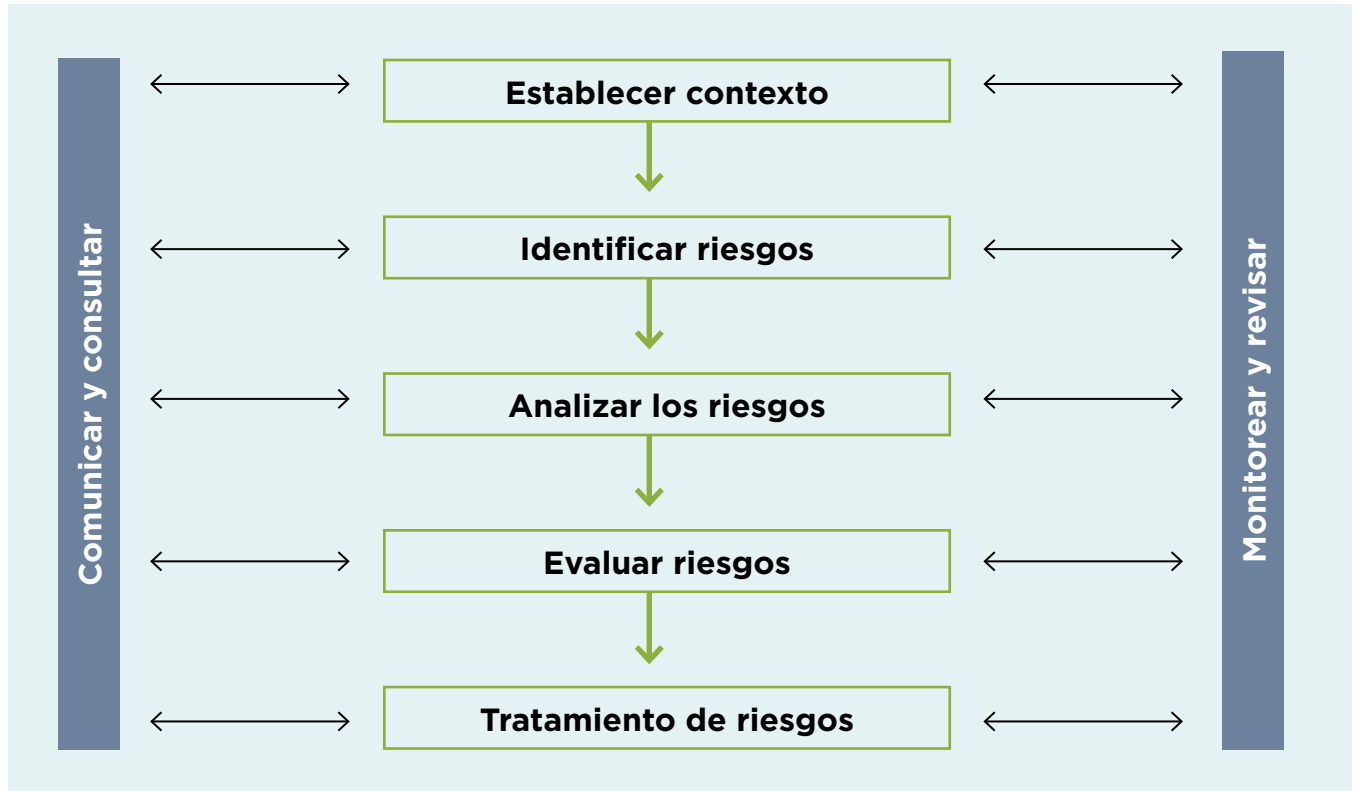 Comunicar y consultar
Establecer contexto
Identificar riesgos
Analizar los riesgos
Evaluar riesgos
Tratamiento de riesgos
Monitorear y revisar